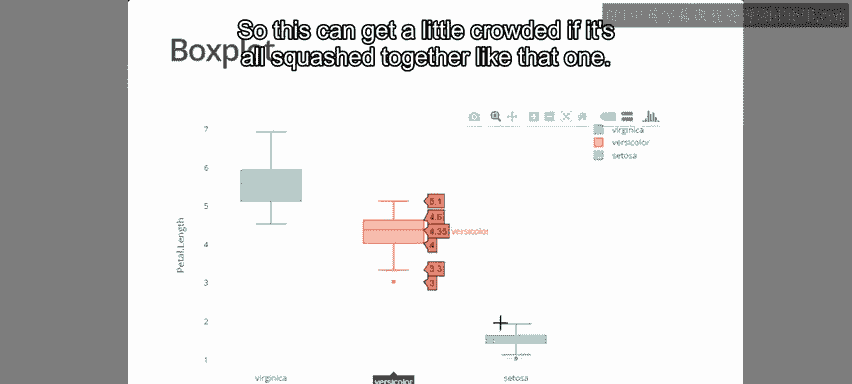 So this can get a little crowded if it's
all squashed together like that one.
Boxplot
virginica
versicolor
setosa
7
6
5
4
3
2
1
Petal.Length
5.1
4.6
4.35
versicolor
4
3.3
3
virginica
versicolor
setosa